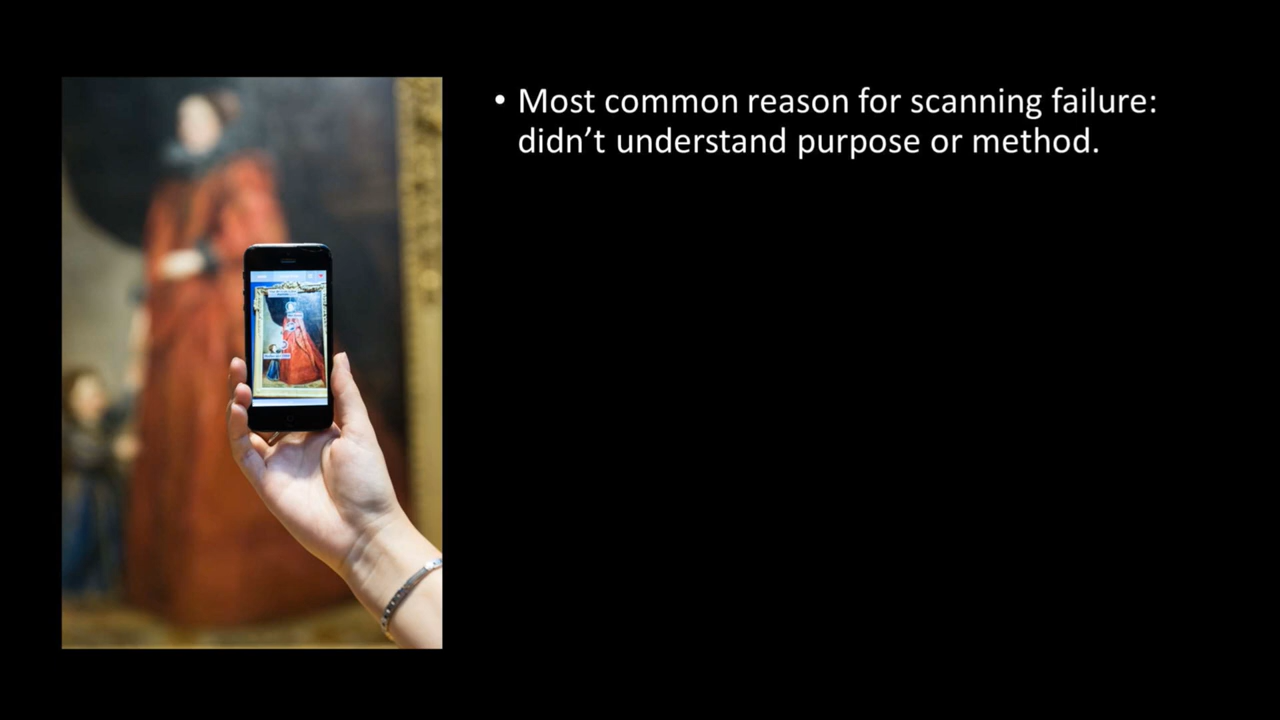 • Most common reason for scanning failure:
didn’t understand purpose or method.